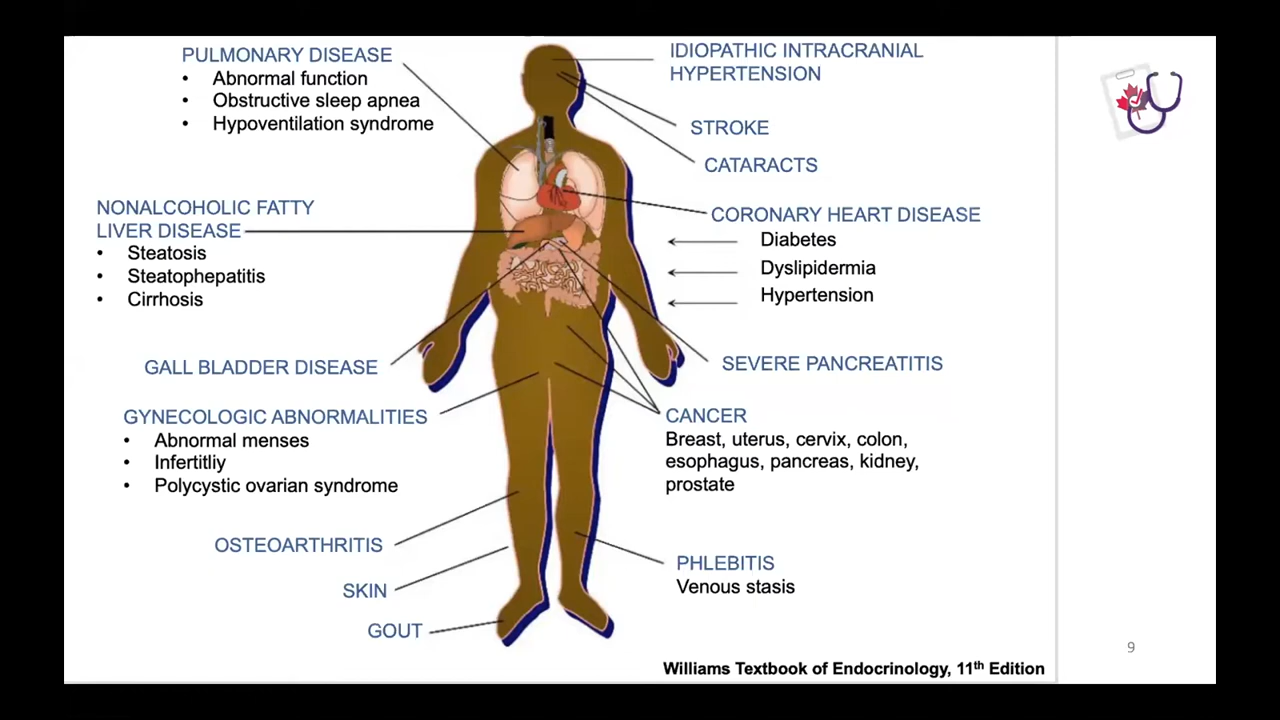 PULMONARY DISEASE
• Abnormal function
• Obstructive sleep apnea
• Hypoventilation syndrome
NONALCOHOLIC FATTY
LIVER DISEASE
• Steatosis
• Steatophepatitis
• Cirrhosis
GALL BLADDER DISEASE
GYNECOLOGIC ABNORMALITIES
• Abnormal menses
• Infertitliy
• Polycystic ovarian syndrome
OSTEOARTHRITIS
SKIN
GOUT
IDIOPATHIC INTRACRANIAL
HYPERTENSION
STROKE
CATARACTS
CORONARY HEART DISEASE
Diabetes
Dyslipidermia
Hypertension
SEVERE PANCREATITIS
CANCER
Breast, uterus, cervix, colon,
esophagus, pancreas, kidney,
prostate
PHLEBITIS
Venous stasis
Williams Textbook of Endocrinology, 11th Edition
9